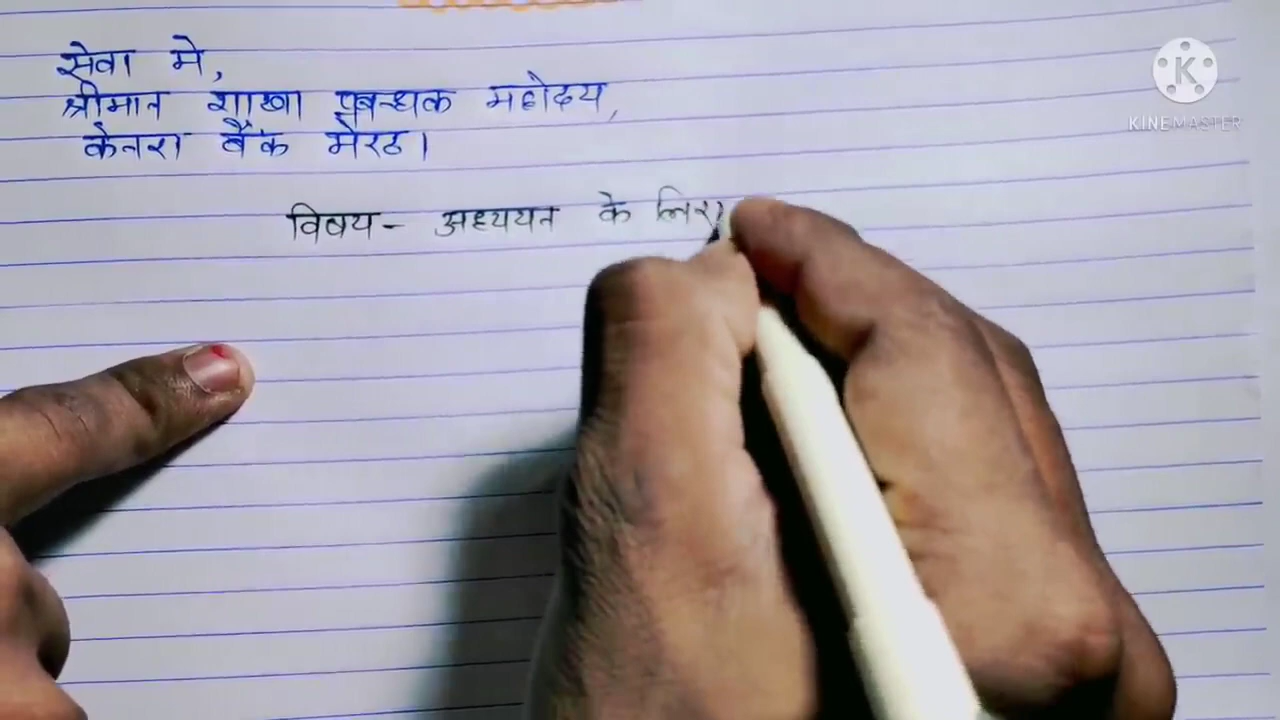 सेवा मे,
श्रीमान शाखा प्रबन्धक महोदय,
केनरा बैंक मेरठ।
विषय- अध्ययन के लिए
KINEMASTER